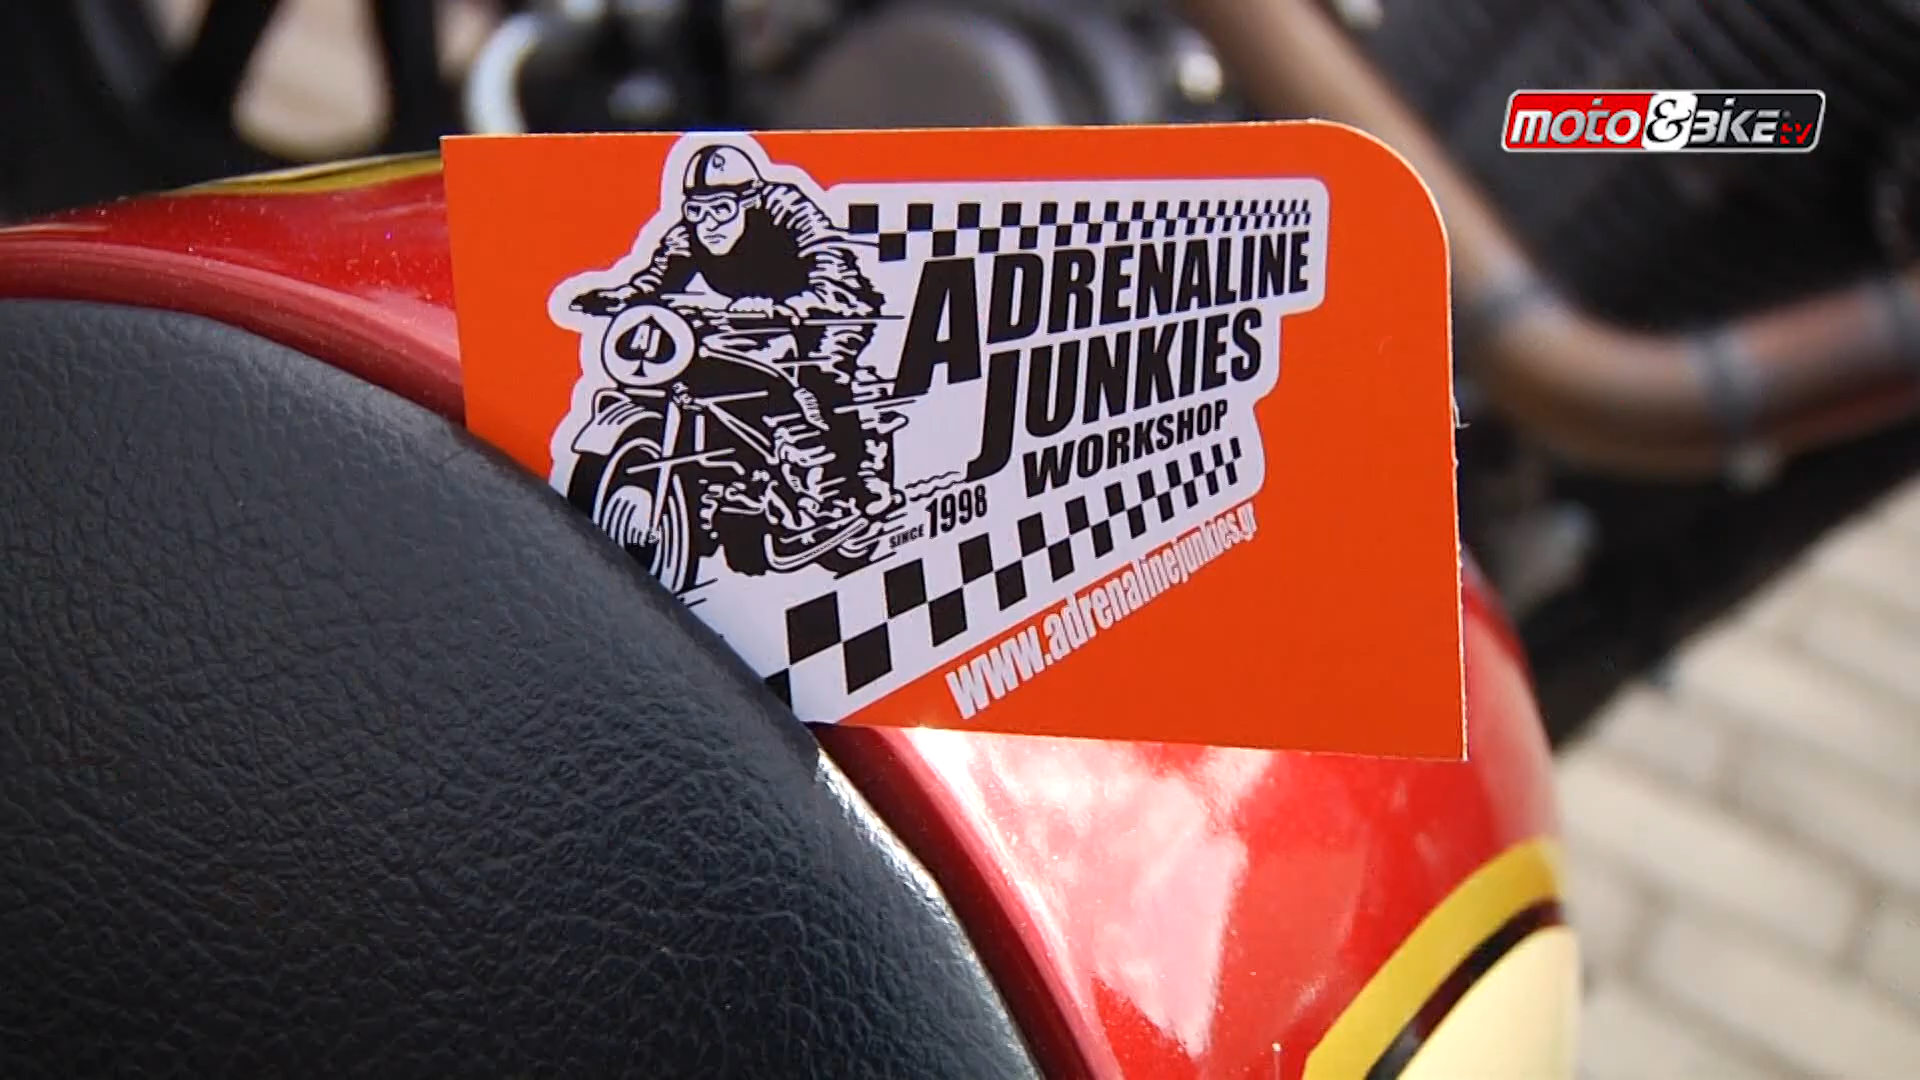 moto&BiKE.tv
AJ
ADRENALINE
JUNKIES
WORKSHOP
SINCE 1998
www.adrenalinejunkies.gr